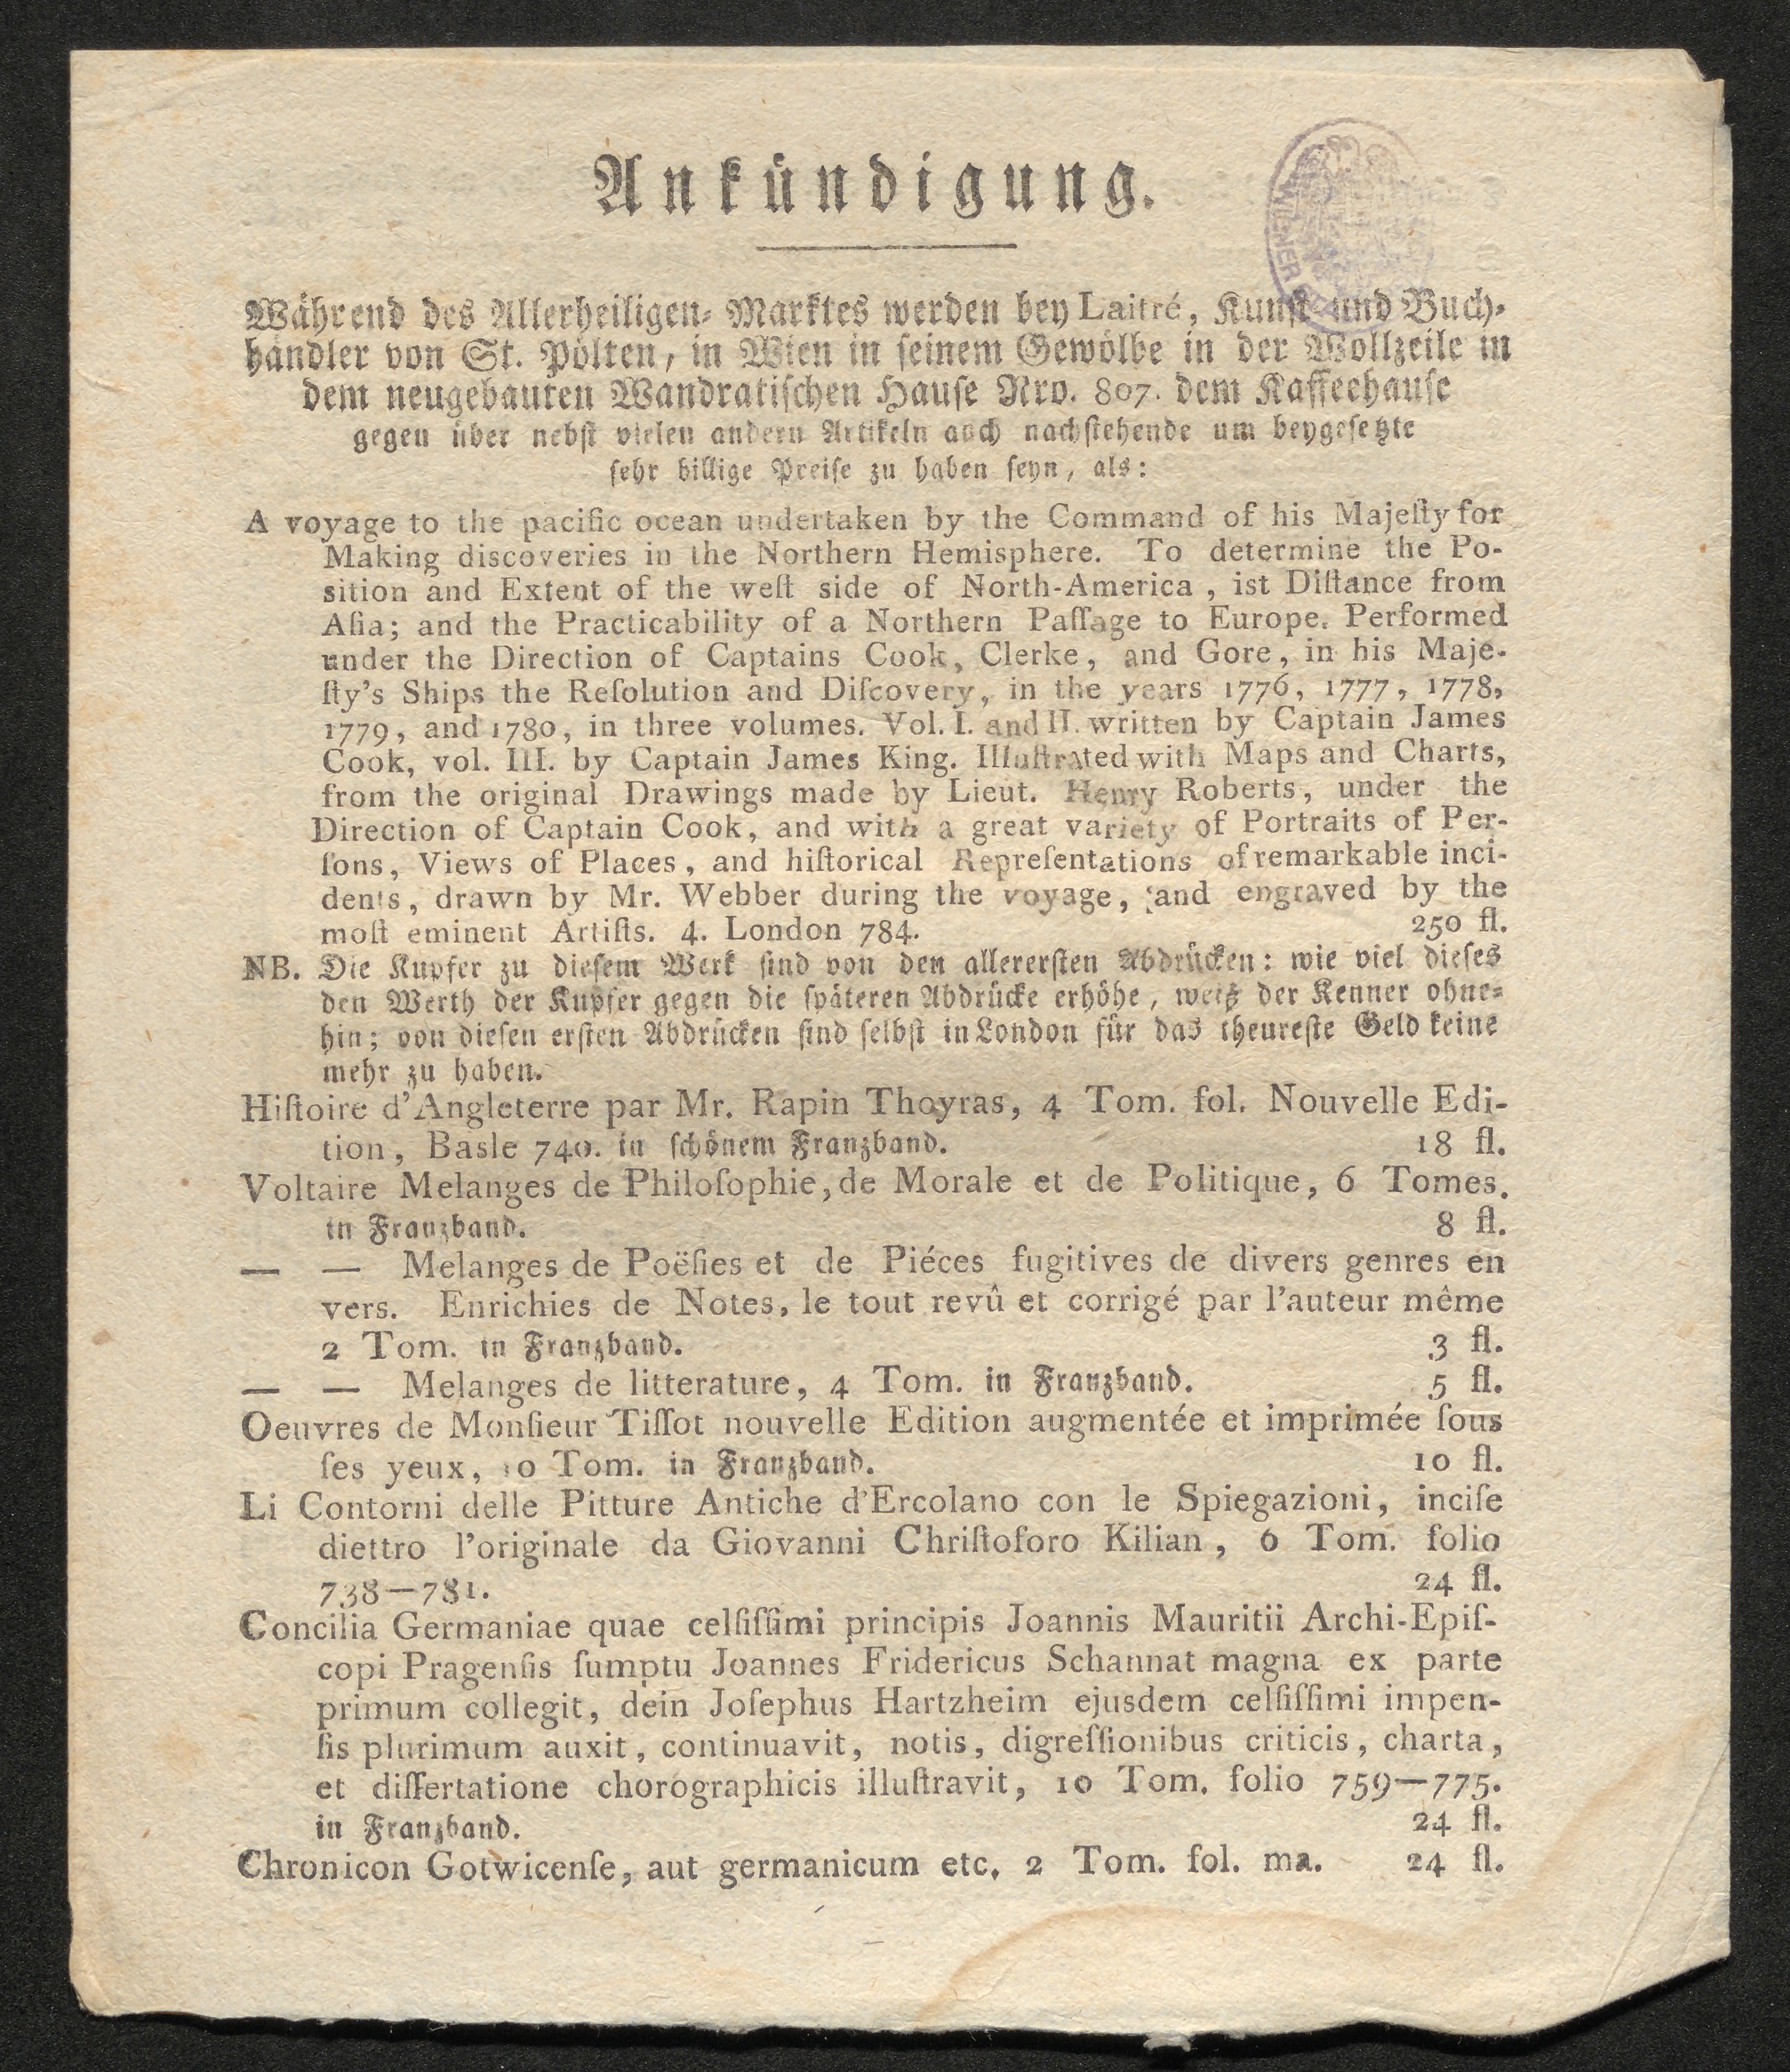 Ankündigung.
Während des Allerheiligen-Marktes werden bey Laitré, Kunst- und Buch-
händler von St. Pölten, in Wien in seinem Gewölbe in der Wollzeile in
dem neugebauten Wandratischen Hause Nro. 807. dem Kaffeehause
gegen über nebst vielen andern Artikeln auch nachstehende um beygesetzte
sehr billige Preise zu haben seyn, als:
A voyage to the pacific ocean undertaken by the Command of his Majeſty for
Making discoveries in the Northern Hemisphere. To determine the Po-
sition and Extent of the weſt side of North-America, ist Diſtance from
Aſia; and the Practicability of a Northern Paſſage to Europe. Performed
under the Direction of Captains Cook, Clerke, and Gore, in his Maje-
ſty's Ships the Reſolution and Diſcovery, in the years 1776, 1777, 1778,
1779, and 1780, in three volumes. Vol. I. and II. written by Captain James
Cook, vol. III. by Captain James King. Illuſtrated with Maps and Charts,
from the original Drawings made by Lieut. Henry Roberts, under the
Direction of Captain Cook, and with a great variety of Portraits of Per-
ſons, Views of Places, and hiſtorical Repreſentations of remarkable inci-
dents, drawn by Mr. Webber during the voyage, and engraved by the
moſt eminent Artiſts. 4. London 784. 250 fl.
NB. Die Kupfer zu diesem Werk sind von den allerersten Abdrücken: wie viel dieses
den Werth der Kupfer gegen die späteren Abdrücke erhöhe, weiß der Kenner ohne-
hin; von diesen ersten Abdrücken sind selbst in London für das theureste Geld keine
mehr zu haben.
Hiſtoire d'Angleterre par Mr. Rapin Thoyras, 4 Tom. fol. Nouvelle Edi-
tion, Basle 740. in schönem Franzband. 18 fl.
Voltaire Melanges de Philoſophie, de Morale et de Politique, 6 Tomes.
in Franzband. 8 fl.
— — Melanges de Poëſies et de Piéces fugitives de divers genres en
vers. Enrichies de Notes, le tout revû et corrigé par l'auteur même
2 Tom. in Franzband. 3 fl.
— — Melanges de litterature, 4 Tom. in Franzband. 5 fl.
Oeuvres de Monſieur Tiſſot nouvelle Edition augmentée et imprimée ſous
ſes yeux, 10 Tom. in Franzband. 10 fl.
Li Contorni delle Pitture Antiche d'Ercolano con le Spiegazioni, inciſe
diettro l'originale da Giovanni Chriſtoforo Kilian, 6 Tom. folio
738—781. 24 fl.
Concilia Germaniae quae celſiſſimi principis Joannis Mauritii Archi-Epiſ-
copi Pragenſis ſumptu Joannes Fridericus Schannat magna ex parte
primum collegit, dein Joſephus Hartzheim ejusdem celſiſſimi impen-
ſis plurimum auxit, continuavit, notis, digreſſionibus criticis, charta,
et diſſertatione chorographicis illuſtravit, 10 Tom. folio 759—775.
in Franzband. 24 fl.
Chronicon Gotwicenſe, aut germanicum etc. 2 Tom. fol. ma. 24 fl.